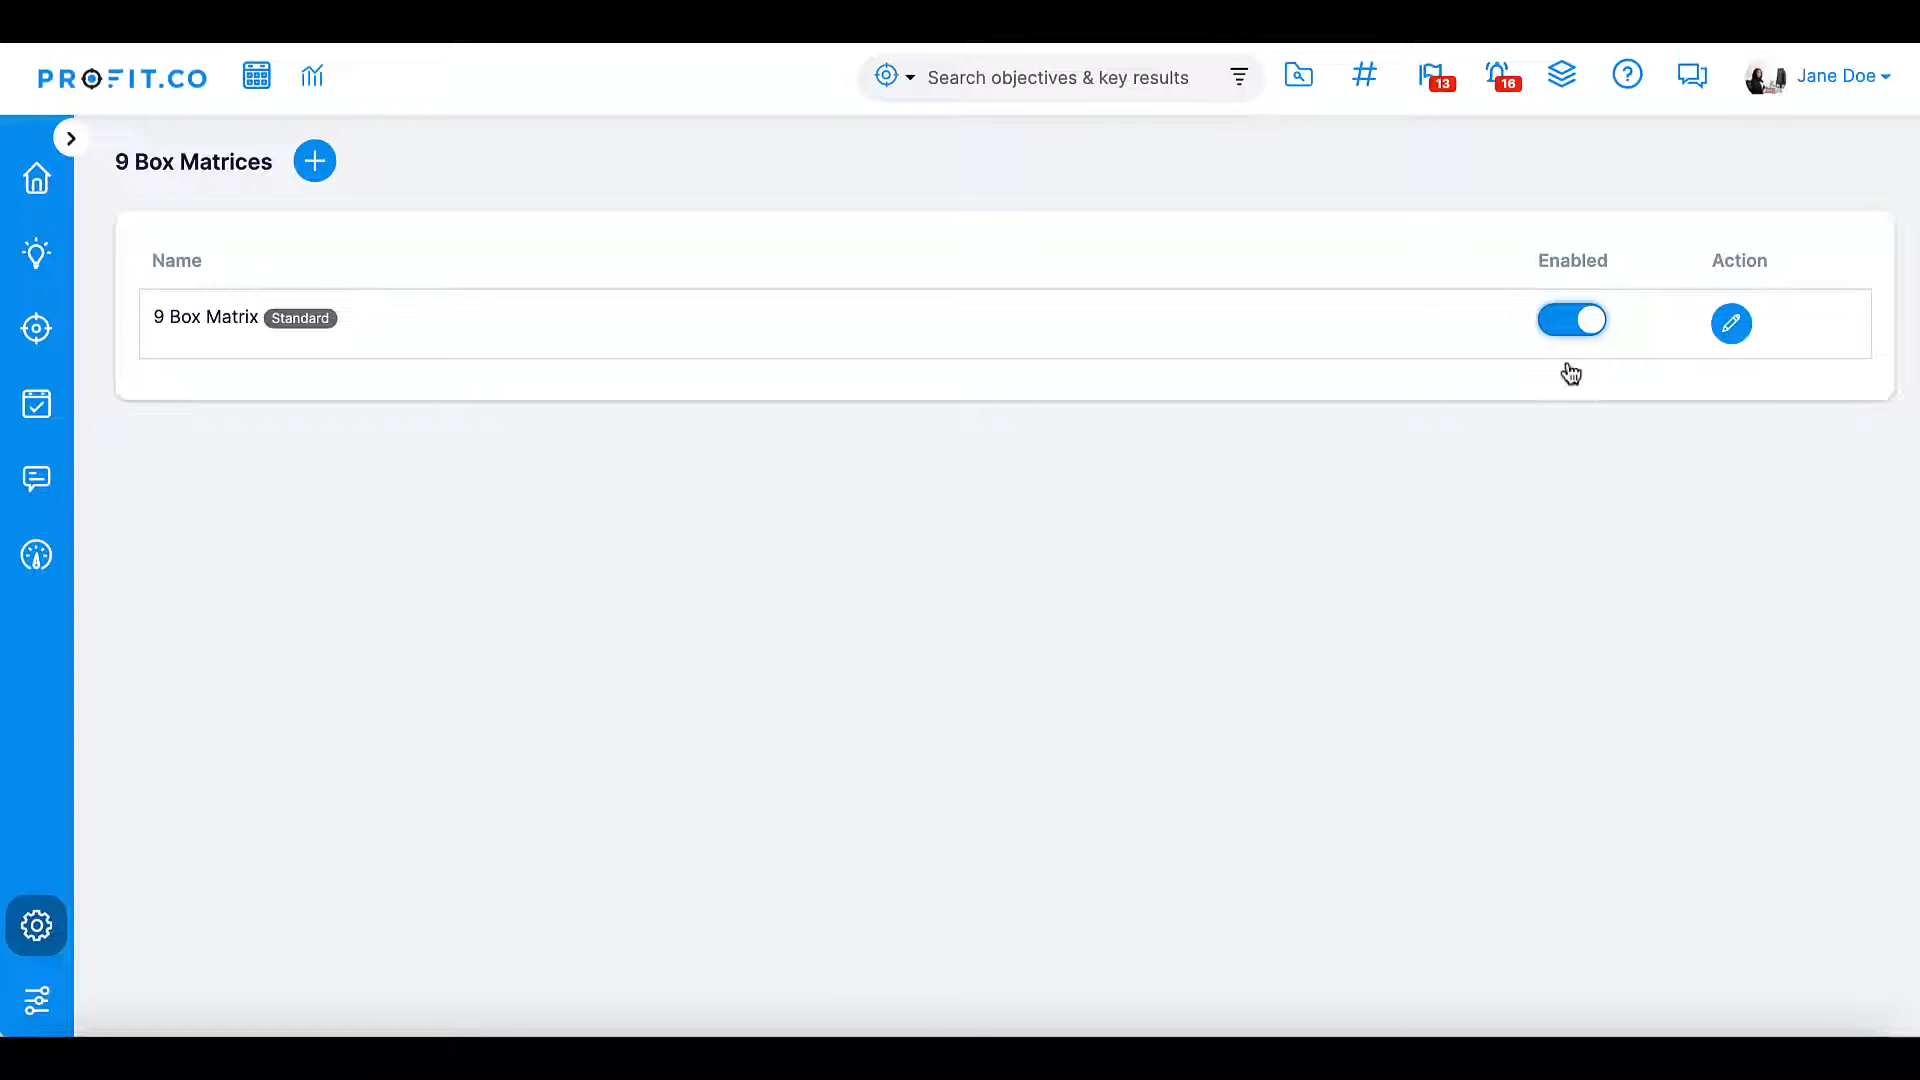 PROFIT.CO
Search objectives & key results
13
16
Jane Doe
9 Box Matrices
Name
Enabled
Action
9 Box Matrix Standard